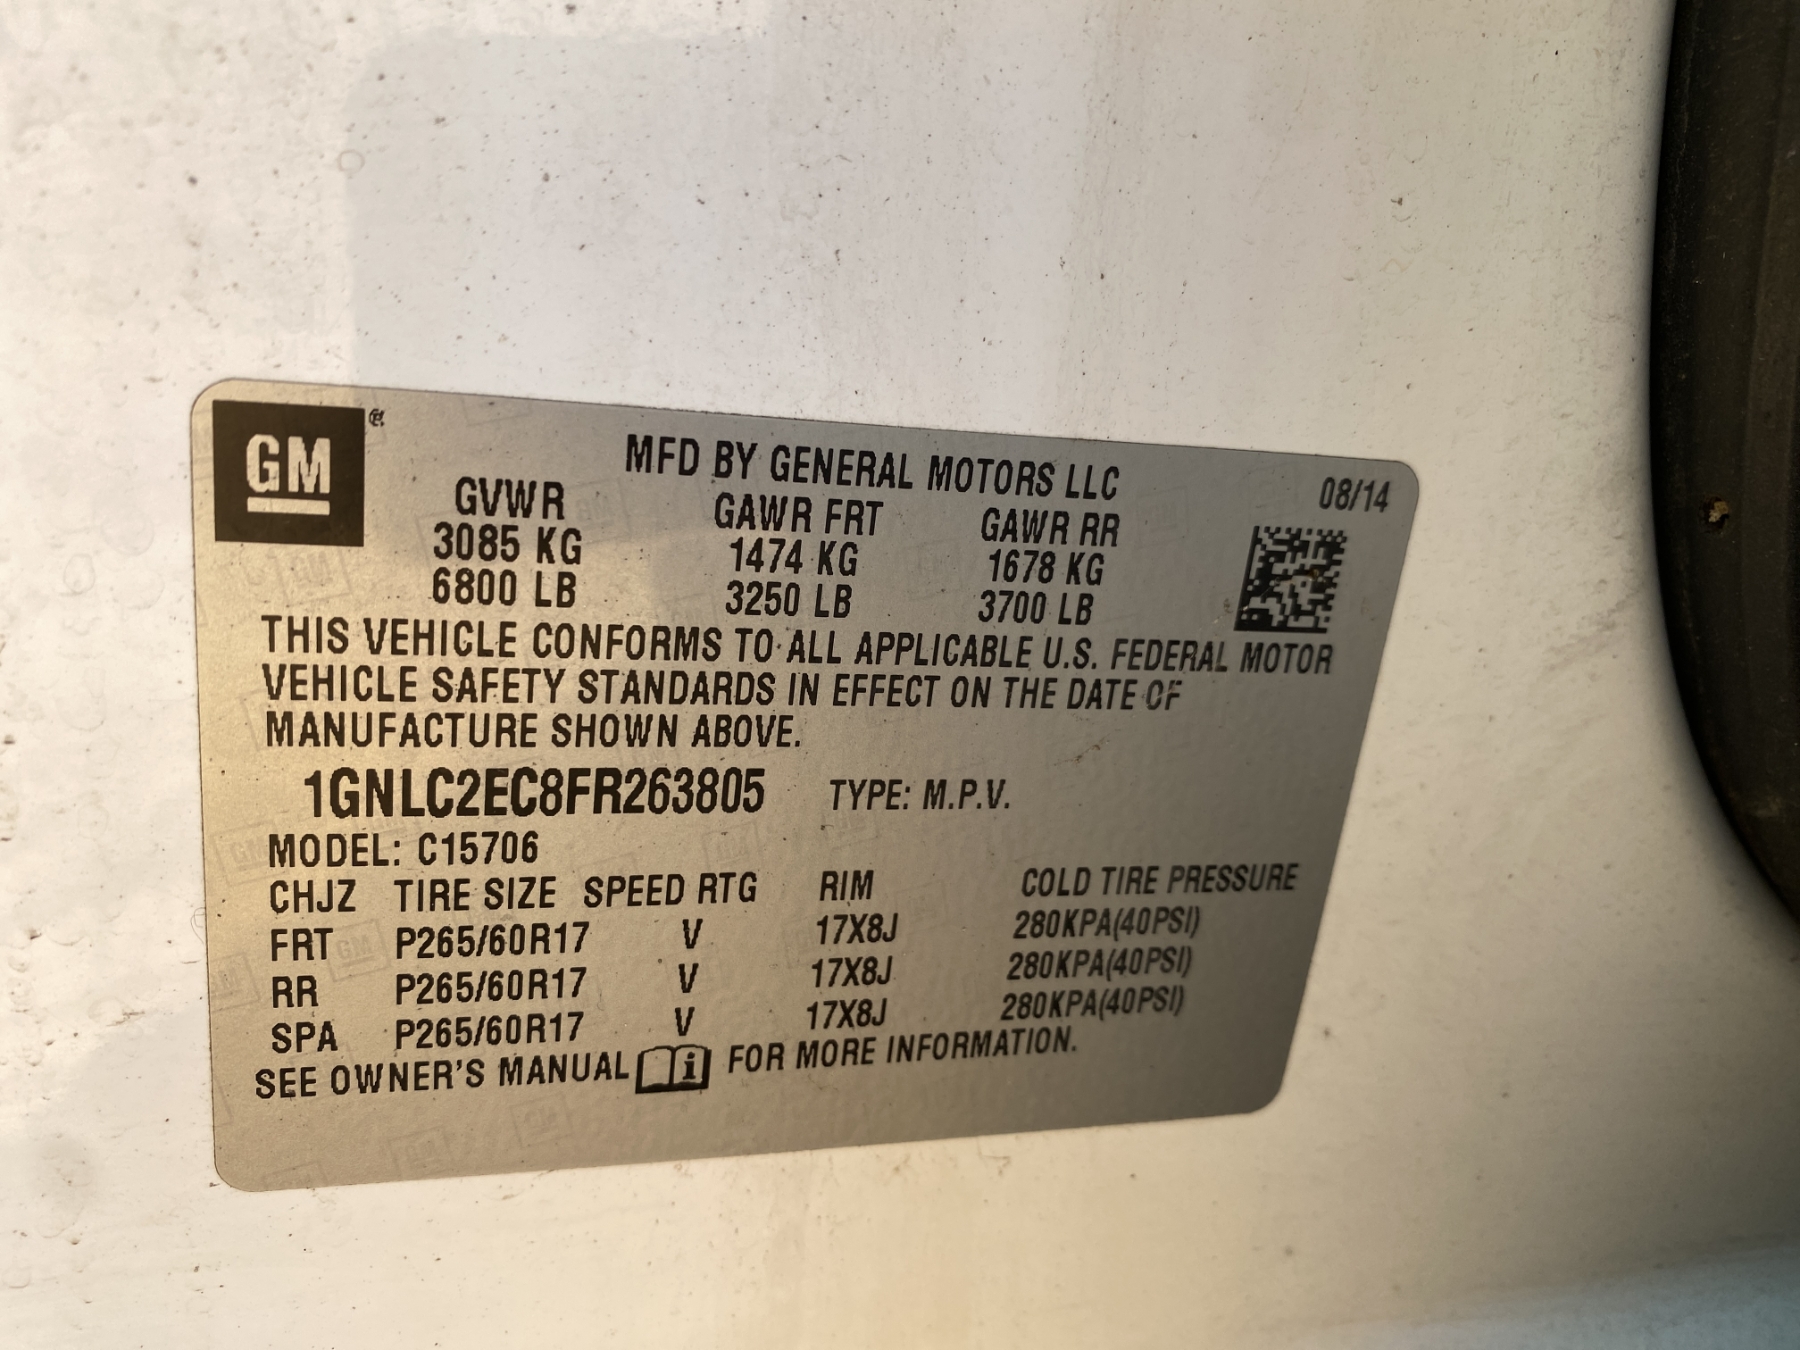 GM ®
MFD BY GENERAL MOTORS LLC 08/14
GVWR GAWR FRT GAWR RR
3085 KG 1474 KG 1678 KG
6800 LB 3250 LB 3700 LB
THIS VEHICLE CONFORMS TO ALL APPLICABLE U.S. FEDERAL MOTOR
VEHICLE SAFETY STANDARDS IN EFFECT ON THE DATE OF
MANUFACTURE SHOWN ABOVE.
1GNLC2EC8FR263805 TYPE: M.P.V.
MODEL: C15706
CHJZ TIRE SIZE SPEED RTG RIM COLD TIRE PRESSURE
FRT P265/60R17 V 17X8J 280KPA(40PSI)
RR P265/60R17 V 17X8J 280KPA(40PSI)
SPA P265/60R17 V 17X8J 280KPA(40PSI)
SEE OWNER'S MANUAL i FOR MORE INFORMATION.